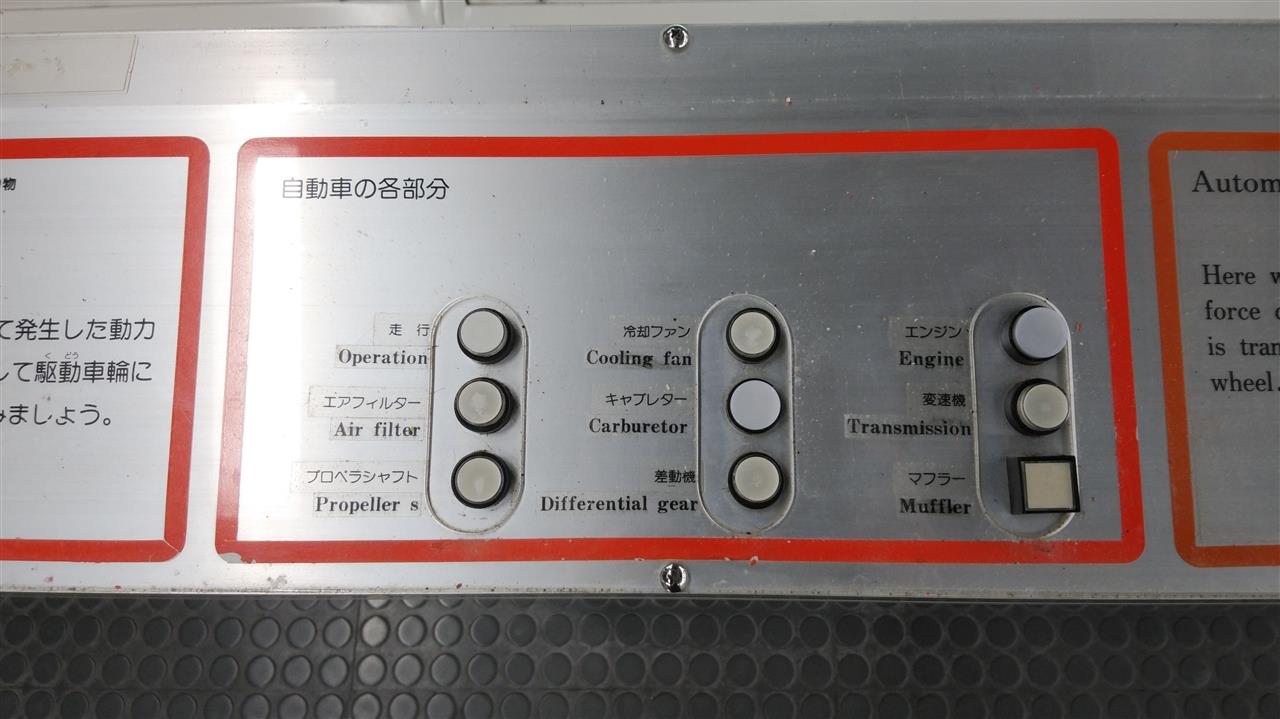 物
て発生した動力
して駆動車輪に
くどう
みましょう。
自動車の各部分
走 行
Operation
エアフィルター
Air filter
プロペラシャフト
Propeller s
冷却ファン
Cooling fan
キャブレター
Carburetor
差動機
Differential gear
エンジン
Engine
変速機
Transmission
マフラー
Muffler
Autom
Here w
force
is tran
wheel.